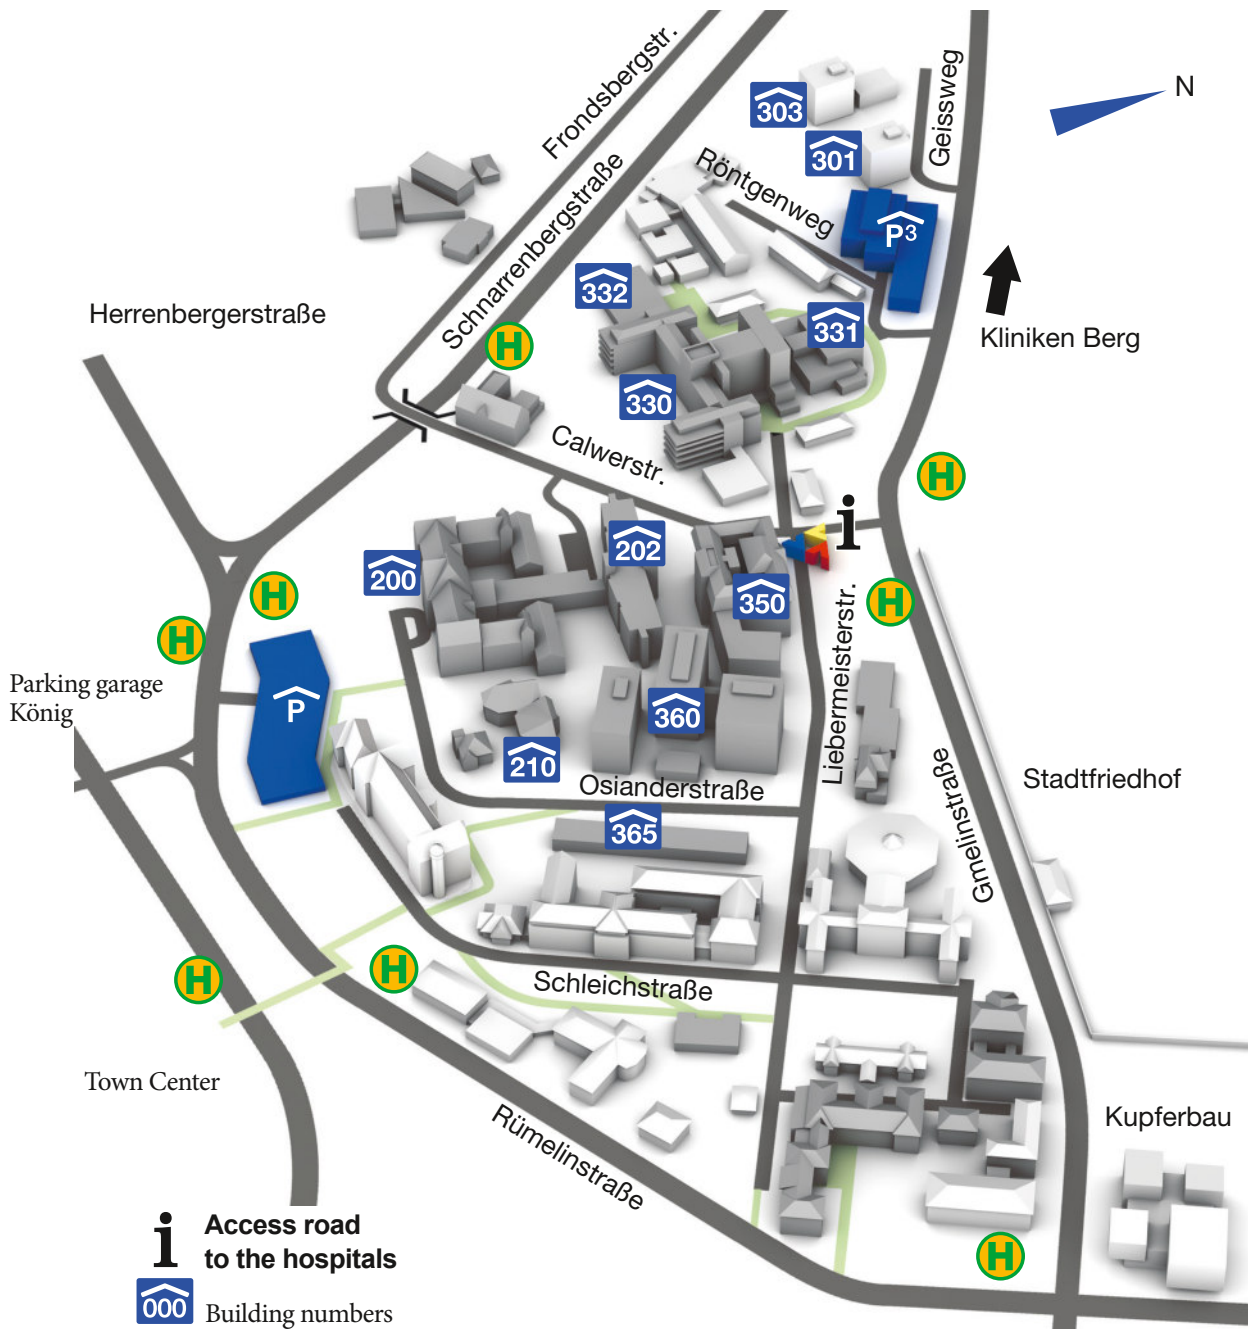 Frondsbergstr.
Geissweg
N
303
301
Röntgenweg
Schnarrenbergstraße
P3
332
Herrenbergerstraße
H
331
Kliniken Berg
330
Calwerstr.
H
i
200
202
350
H
H
H
Liebermeisterstr.
Parking garage
König
P
360
210
Osianderstraße
Gmelinstraße
Stadtfriedhof
365
H
H
Schleichstraße
Town Center
Rümelinstraße
Kupferbau
H
i Access road
to the hospitals
000 Building numbers